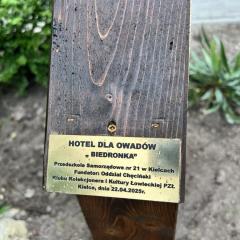 HOTEL DLA OWADÓW
„ BIEDRONKA"
Przedszkole Samorządowe nr 21 w Kielcach
Fundator: Oddział Chęciński
Klubu Kolekcjonera i Kultury Łowieckiej PZŁ
Kielce, dnia 22.04.2025r.